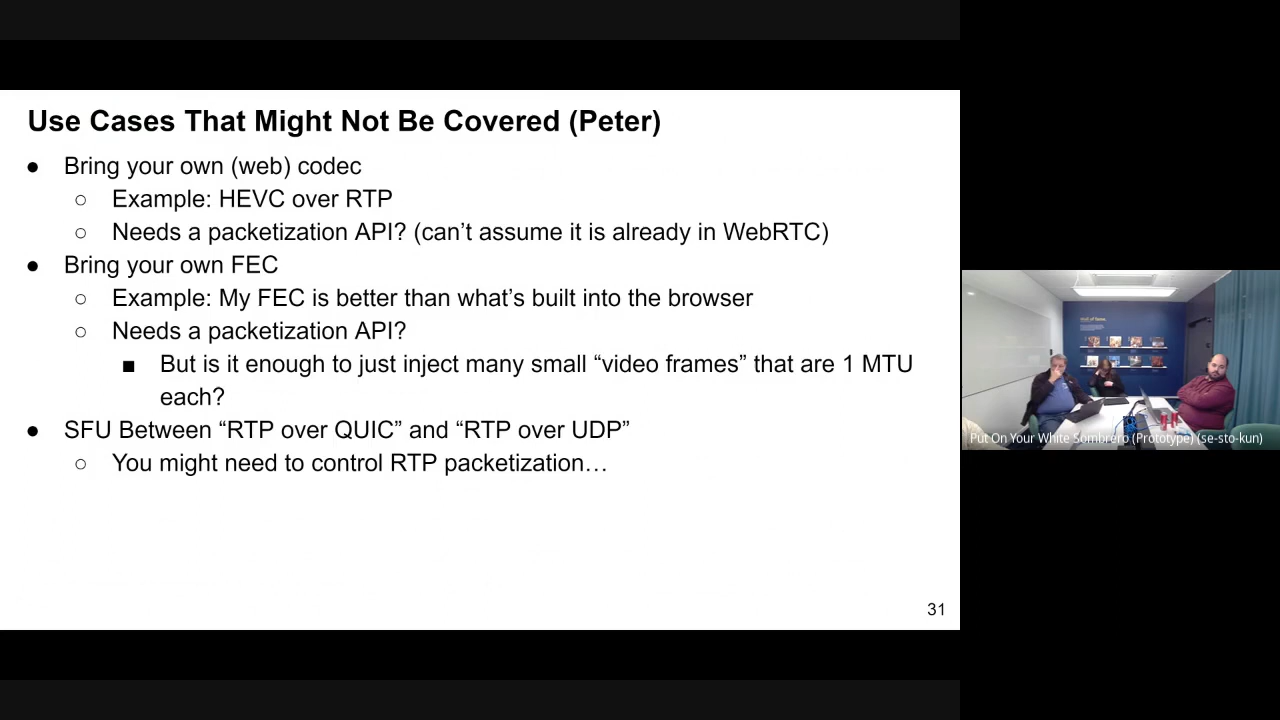 Use Cases That Might Not Be Covered (Peter)
● Bring your own (web) codec
○ Example: HEVC over RTP
○ Needs a packetization API? (can’t assume it is already in WebRTC)
● Bring your own FEC
○ Example: My FEC is better than what’s built into the browser
○ Needs a packetization API?
■ But is it enough to just inject many small “video frames” that are 1 MTU
each?
● SFU Between “RTP over QUIC” and “RTP over UDP”
○ You might need to control RTP packetization…
31
Put On Your White Sombrero (Prototype) (se-sto-kun)